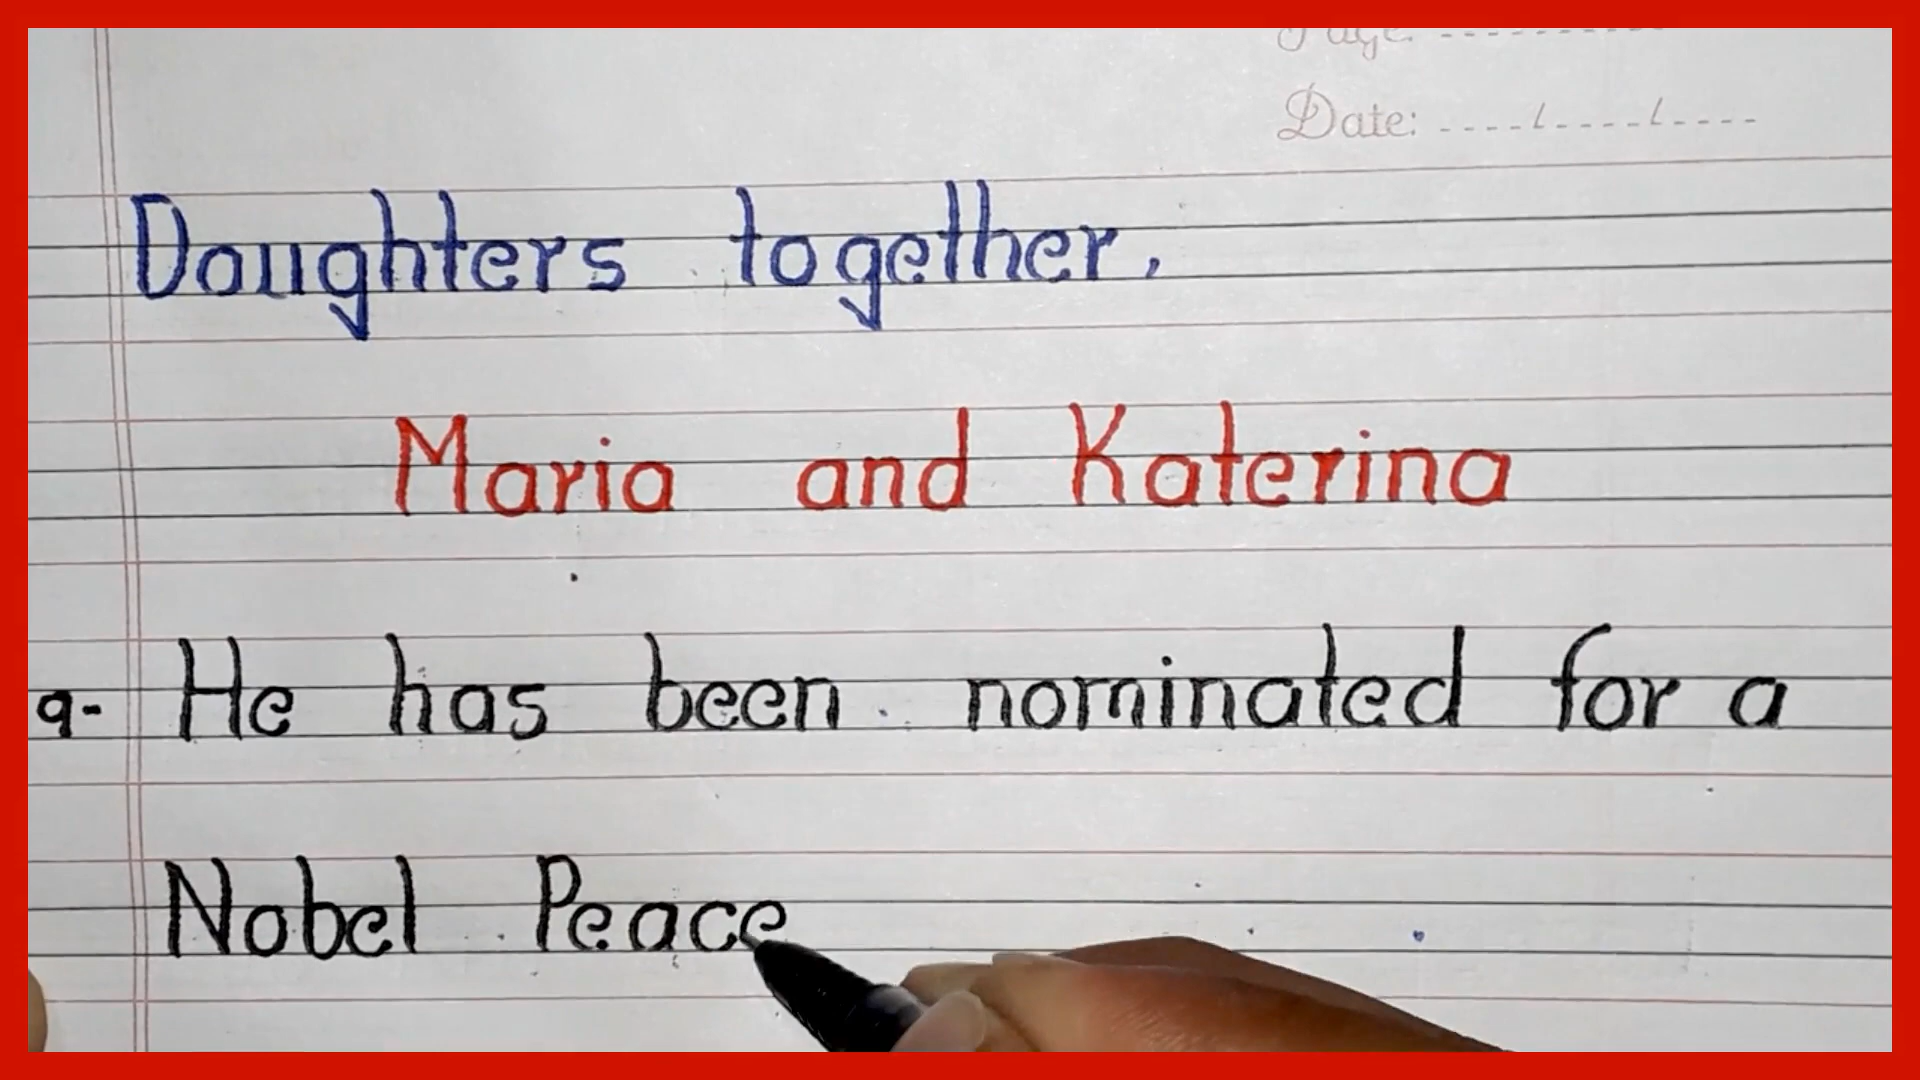 Page: ----------
Date: ----/----/----
Daughters together.
Maria and Katerina
9- He has been nominated for a
Nobel Peace